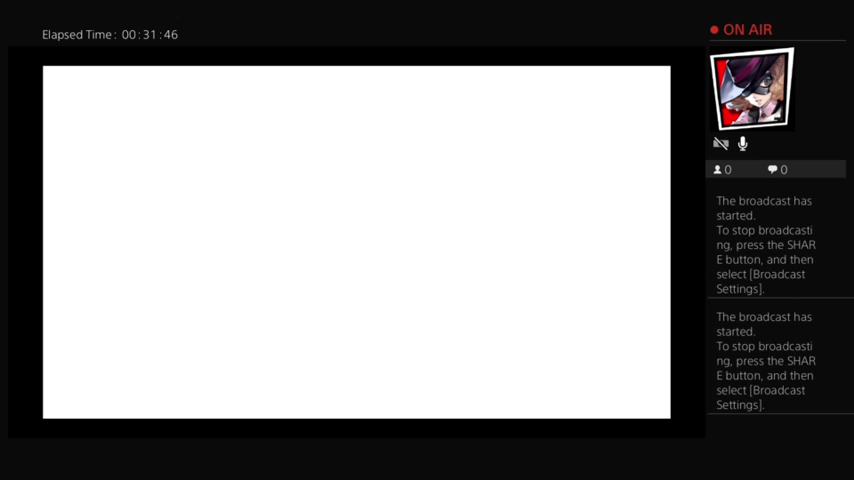 Elapsed Time: 00:31:46
ON AIR
0 0
The broadcast has
started.
To stop broadcasti
ng, press the SHAR
E button, and then
select [Broadcast
Settings].
The broadcast has
started.
To stop broadcasti
ng, press the SHAR
E button, and then
select [Broadcast
Settings].